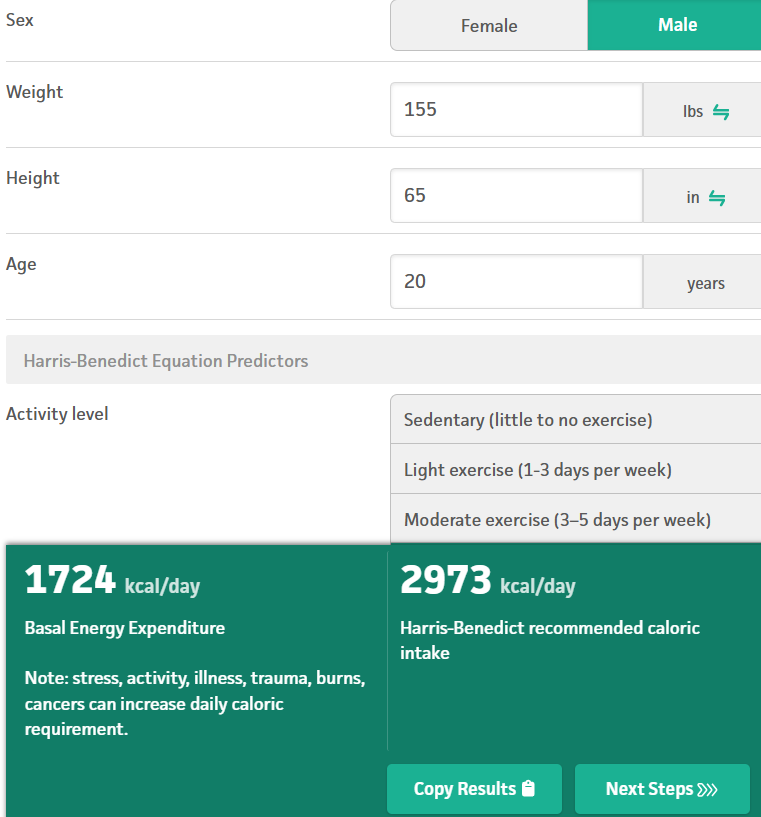 Sex
Female
Male
Weight
155
lbs
Height
65
in
Age
20
years
Harris-Benedict Equation Predictors
Activity level
Sedentary (little to no exercise)
Light exercise (1-3 days per week)
Moderate exercise (3–5 days per week)
1724 kcal/day
Basal Energy Expenditure
Note: stress, activity, illness, trauma, burns,
cancers can increase daily caloric
requirement.
2973 kcal/day
Harris-Benedict recommended caloric
intake
Copy Results
Next Steps